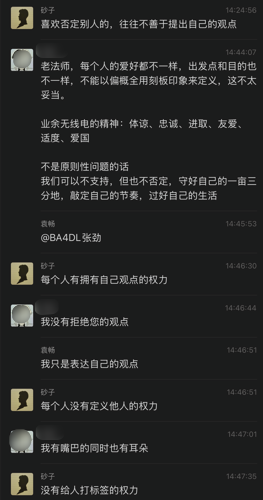 砂子
14:24:56
喜欢否定别人的，往往不善于提出自己的观点
14:44:07
老法师，每个人的爱好都不一样，出发点和目的也
不一样，不能以偏概全用刻板印象来定义，这不太
妥当。
业余无线电的精神：体谅、忠诚、进取、友爱、
适度、爱国
不是原则性问题的话
我们可以不支持，但也不否定，守好自己的一亩三
分地，敲定自己的节奏，过好自己的生活
袁畅
14:45:53
@BA4DL张劲
砂子
14:46:30
每个人有拥有自己观点的权力
14:46:44
我没有拒绝您的观点
袁畅
14:46:51
我只是表达自己的观点
砂子
14:46:51
每个人没有定义他人的权力
14:47:01
我有嘴巴的同时也有耳朵
砂子
14:47:35
没有给人打标签的权力